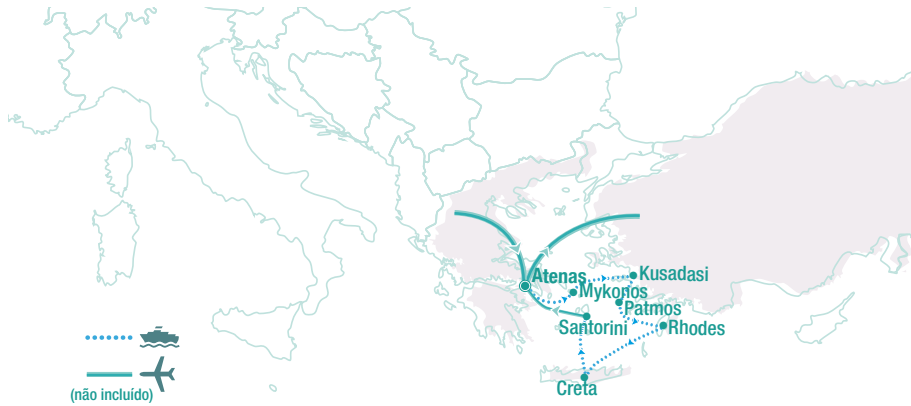 Atenas
Kusadasi
Mykonos
Patmos
Santorini
Rhodes
Creta
(não incluído)